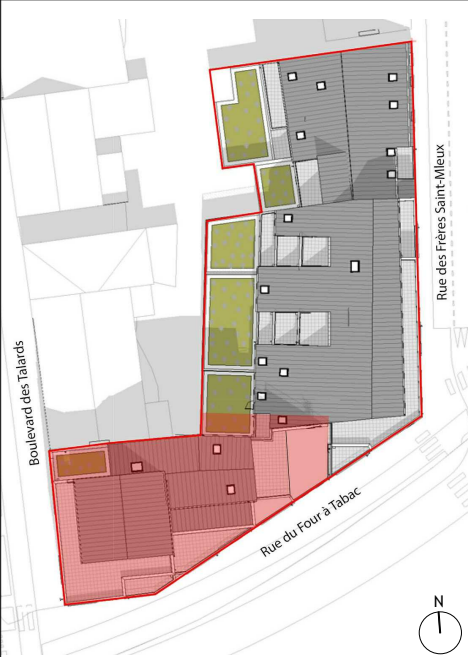 Rue des Frères Saint-Mleux
Boulevard des Talards
Rue du Four à Tabac
N